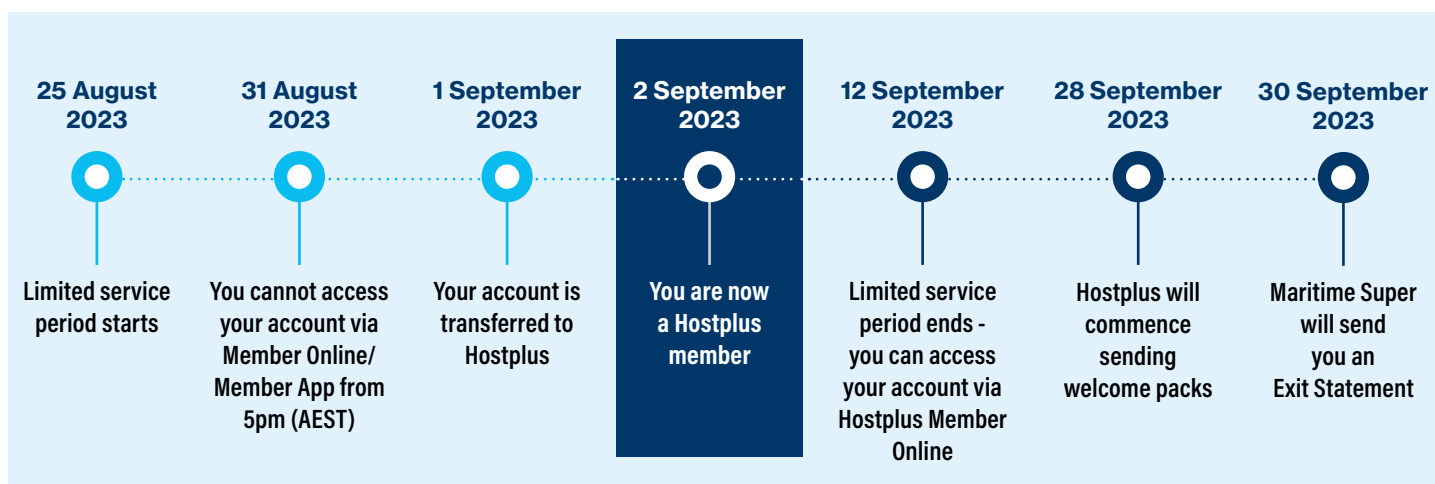 25 August
2023
Limited service
period starts
31 August
2023
You cannot access
your account via
Member Online/
Member App from
5pm (AEST)
1 September
2023
Your account is
transferred to
Hostplus
2 September
2023
You are now
a Hostplus
member
12 September
2023
Limited service
period ends -
you can access
your account via
Hostplus Member
Online
28 September
2023
Hostplus will
commence
sending
welcome packs
30 September
2023
Maritime Super
will send
you an
Exit Statement